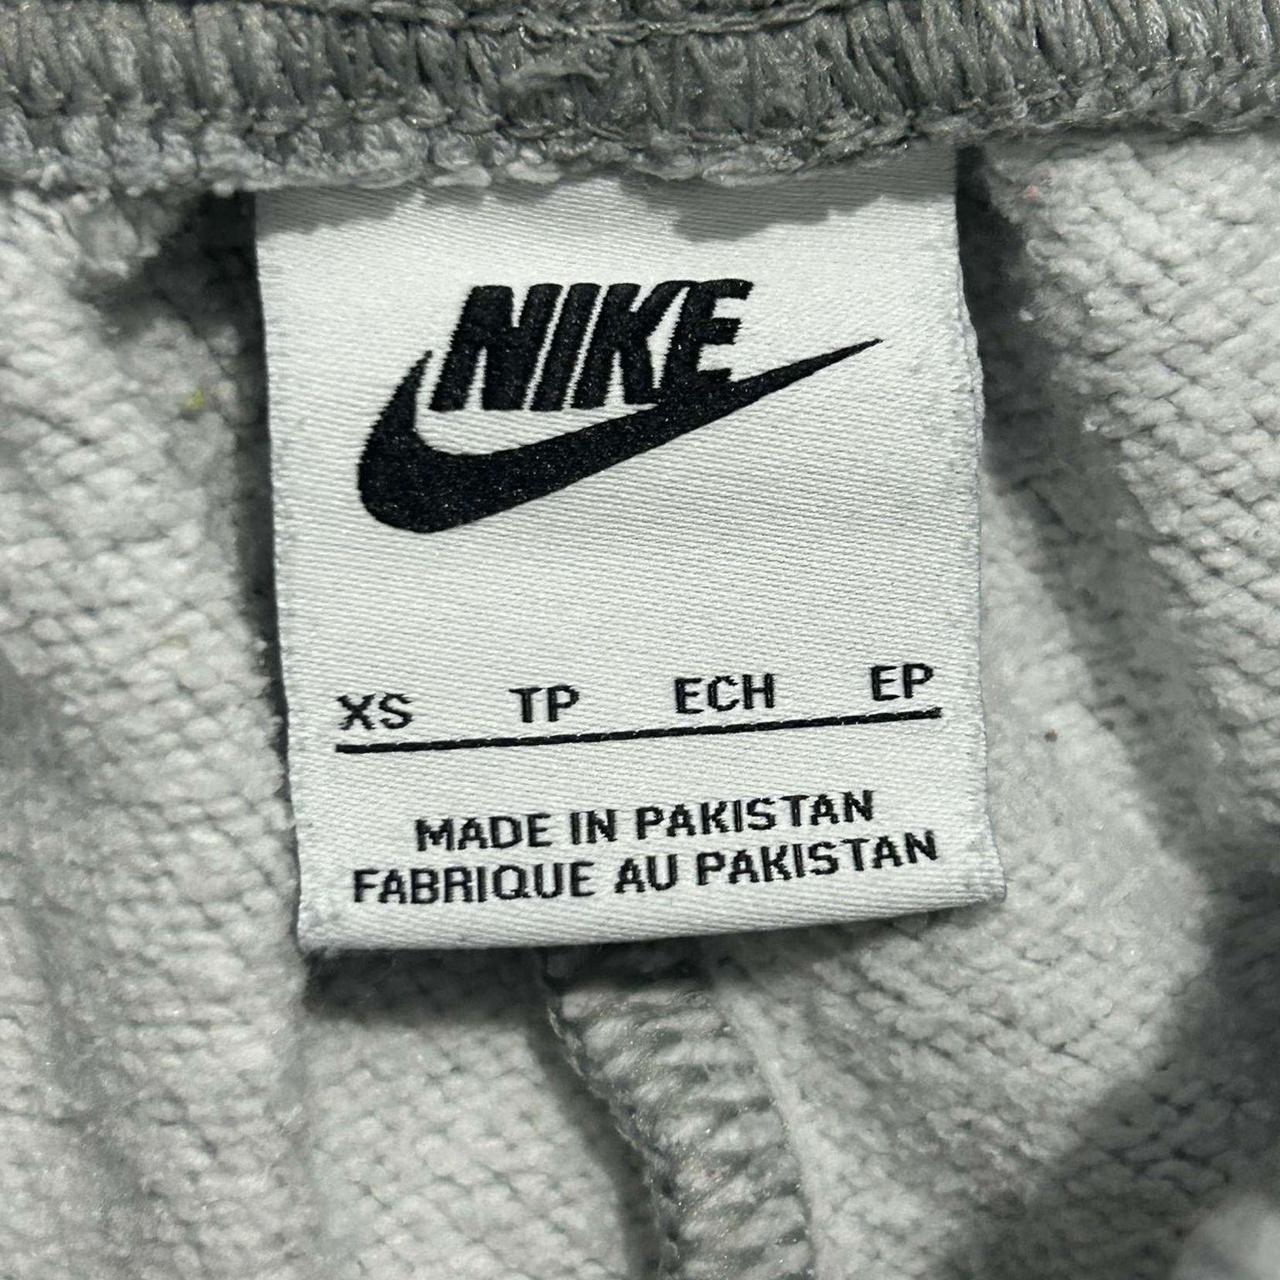 NIKE
XS TP ECH EP
MADE IN PAKISTAN
FABRIQUE AU PAKISTAN